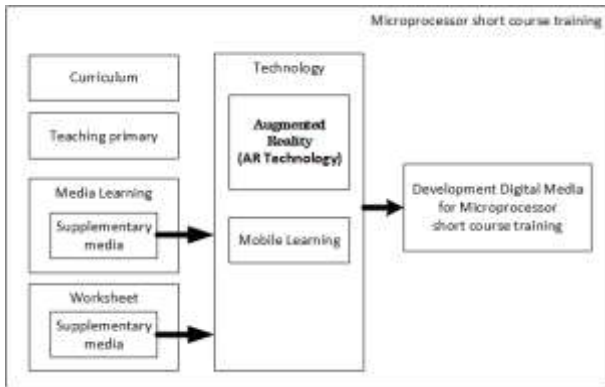 Microprocessor short course training
Curriculum
Teaching primary
Media Learning
Supplementary
media
Worksheet
Supplementary
media
Technology
Augmented
Reality
(AR Technology)
Mobile Learning
Development Digital Media
for Microprocessor
short course training